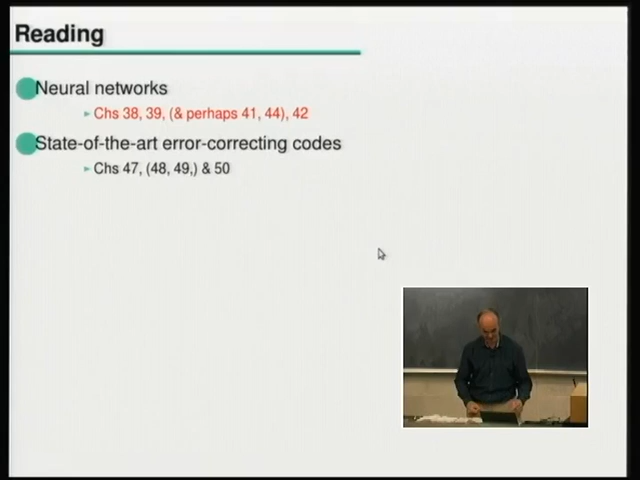 Reading
Neural networks
Chs 38, 39, (& perhaps 41, 44), 42
State-of-the-art error-correcting codes
Chs 47, (48, 49,) & 50